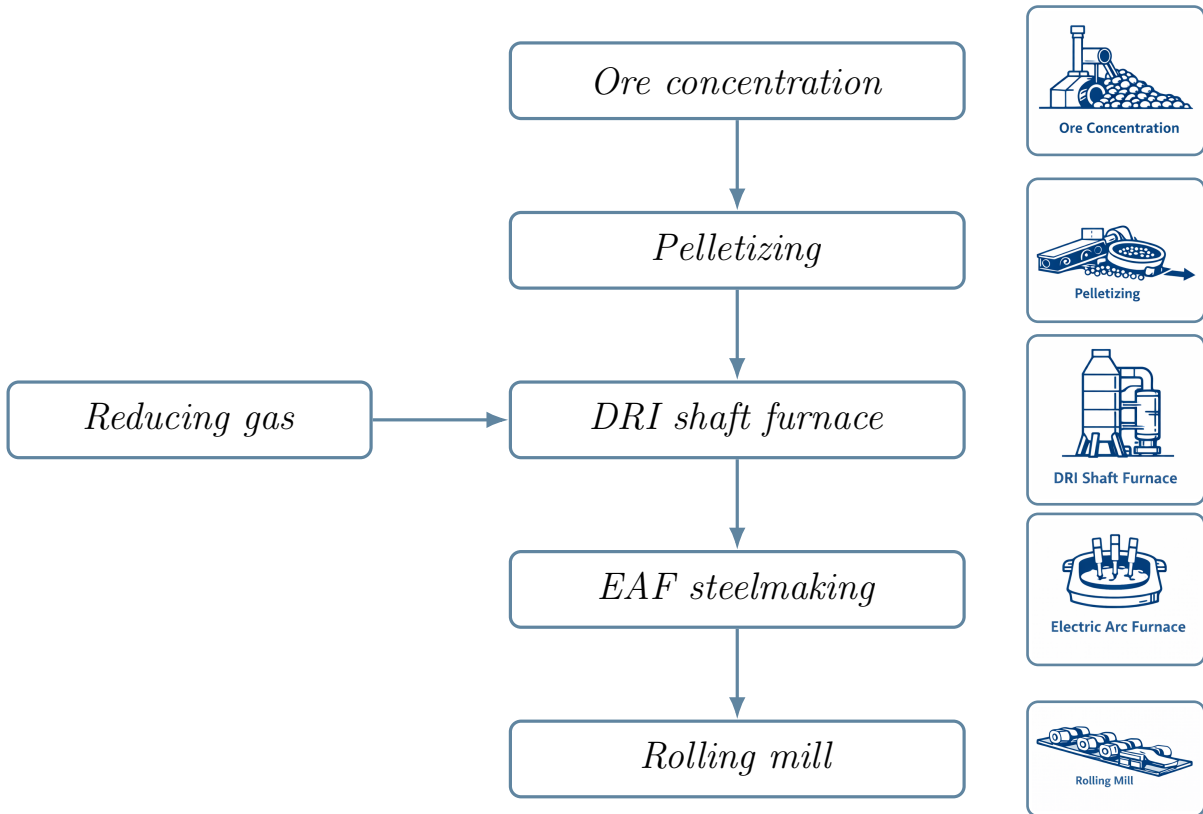 Ore concentration
Ore Concentration
Pelletizing
Pelletizing
Reducing gas
DRI shaft furnace
DRI Shaft Furnace
EAF steelmaking
Electric Arc Furnace
Rolling mill
Rolling Mill